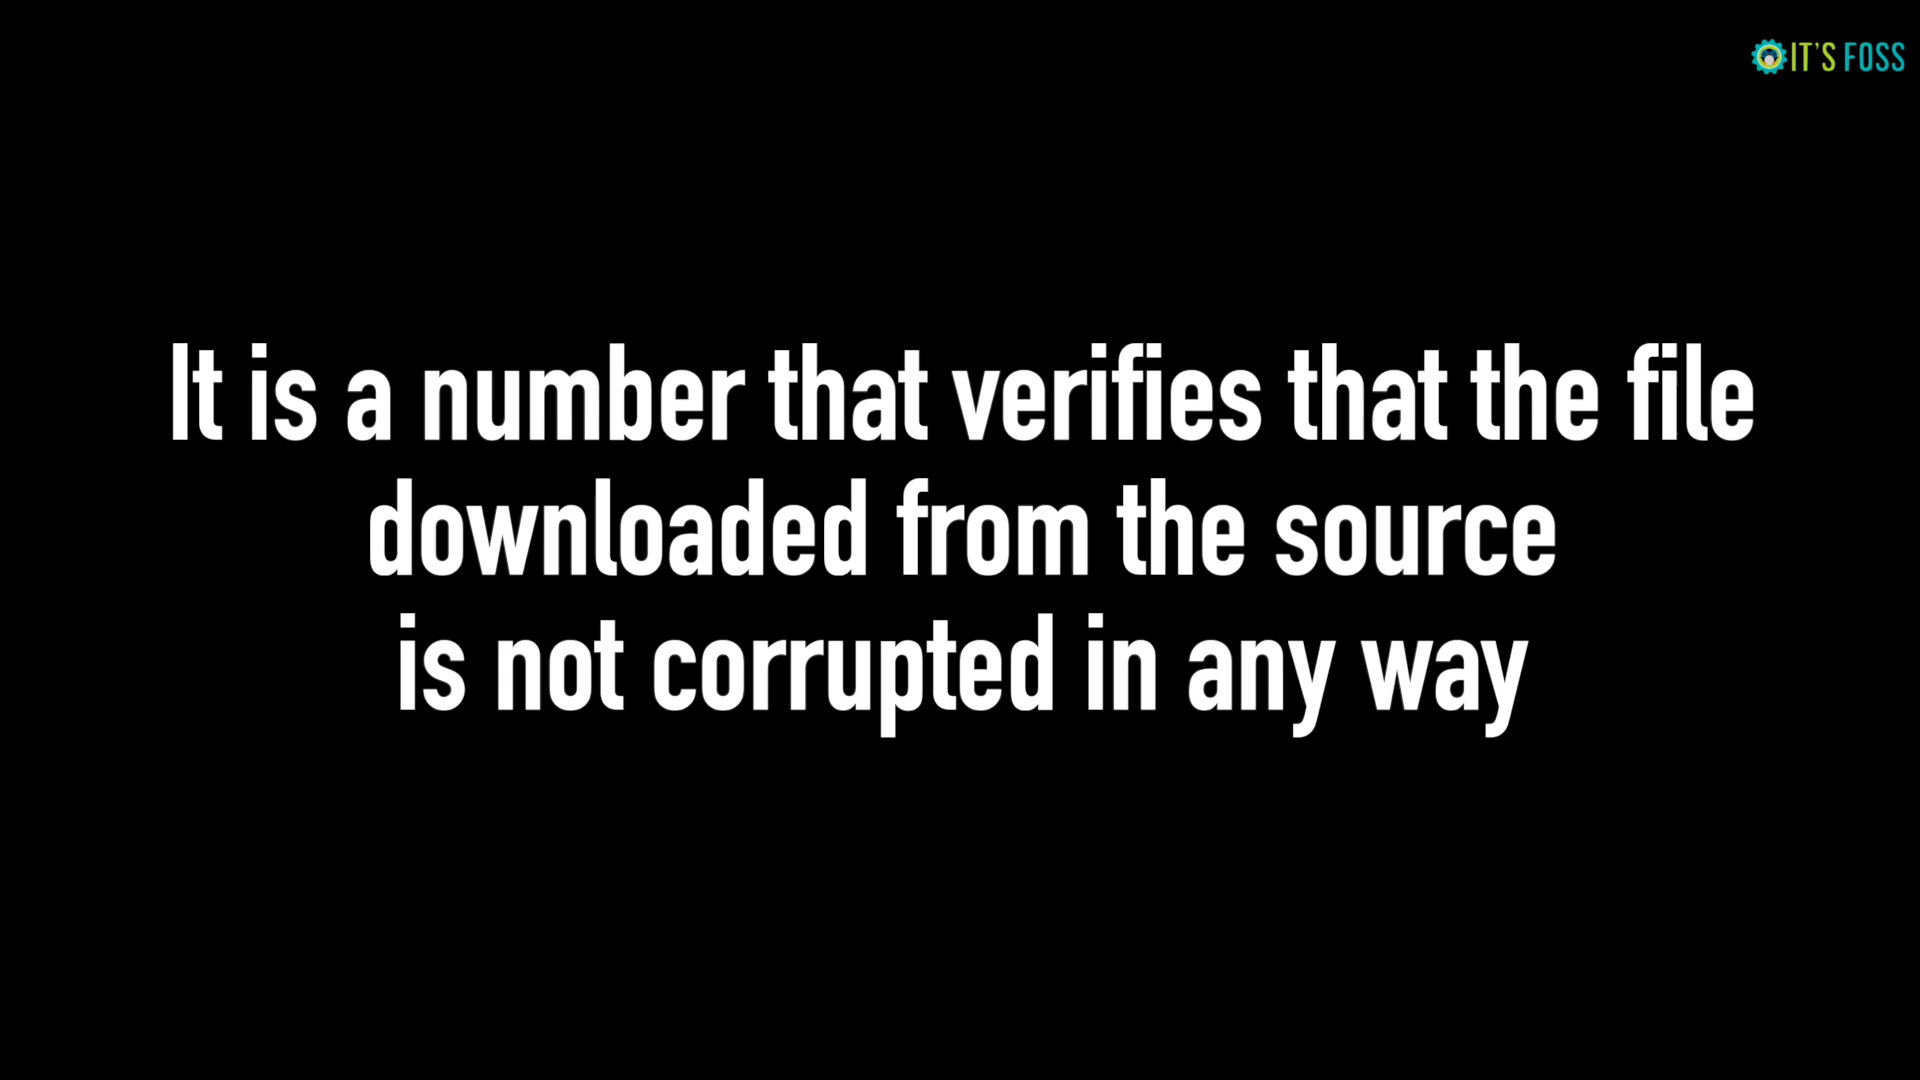 IT'S FOSS
It is a number that verifies that the file
downloaded from the source
is not corrupted in any way